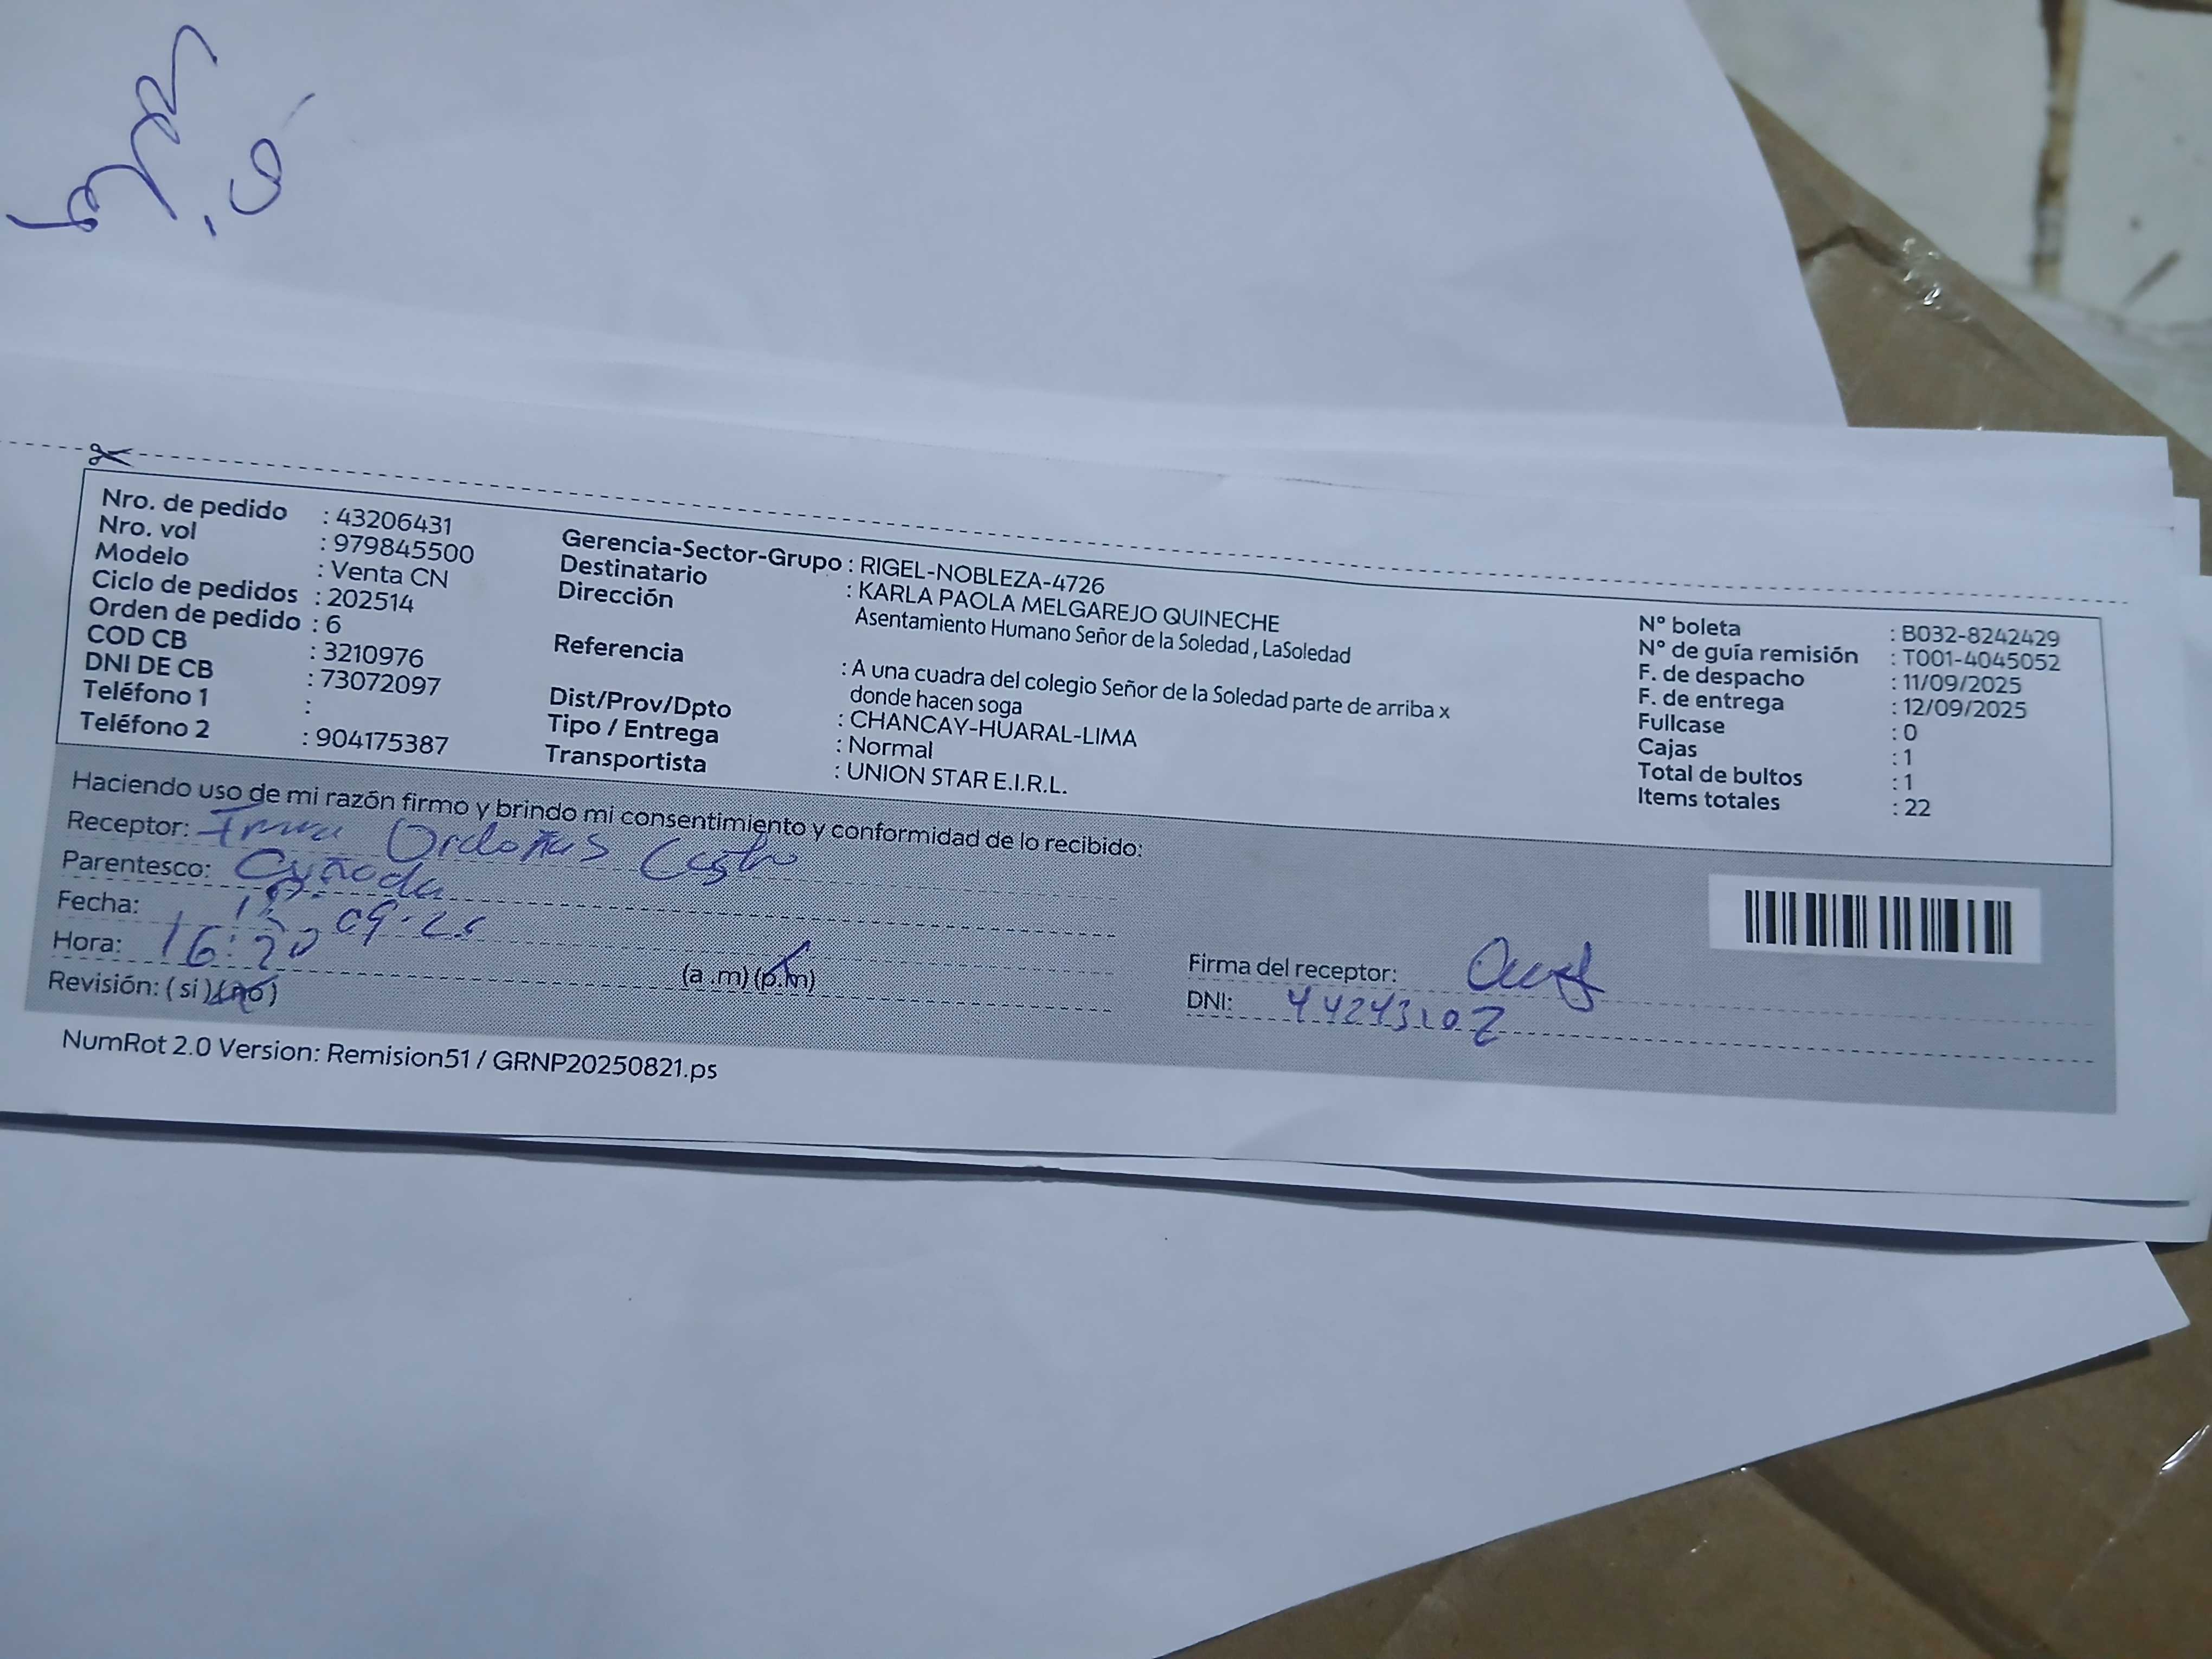 Nro. de pedido : 43206431
Nro. vol : 979845500
Modelo : Venta CN
Ciclo de pedidos : 202514
Orden de pedido : 6
COD CB : 3210976
DNI DE CB : 73072097
Teléfono 1 :
Teléfono 2 : 904175387
Gerencia-Sector-Grupo : RIGEL-NOBLEZA-4726
Destinatario : KARLA PAOLA MELGAREJO QUINECHE
Dirección Asentamiento Humano Señor de la Soledad , LaSoledad
Referencia : A una cuadra del colegio Señor de la Soledad parte de arriba x
donde hacen soga
Dist/Prov/Dpto : CHANCAY-HUARAL-LIMA
Tipo / Entrega : Normal
Transportista : UNION STAR E.I.R.L.
N° boleta : B032-8242429
N° de guía remisión : T001-4045052
F. de despacho : 11/09/2025
F. de entrega : 12/09/2025
Fullcase : 0
Cajas : 1
Total de bultos : 1
Items totales : 22
Haciendo uso de mi razón firmo y brindo mi consentimiento y conformidad de lo recibido:
Receptor: Irma Castro
Parentesco: Cuñada
Fecha:
Hora: 16:20 (a .m) (p.m)
Revisión: ( si ) (no)
Firma del receptor:
DNI:
NumRot 2.0 Version: Remision51 / GRNP20250821.ps